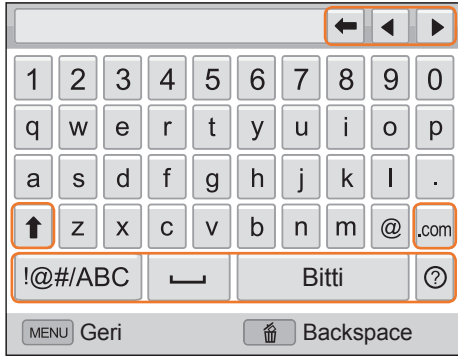 1 2 3 4 5 6 7 8 9 0
q w e r t y u i o p
a s d f g h j k l .
z x c v b n m @ .com
!@#/ABC Bitti ?
MENU Geri Backspace